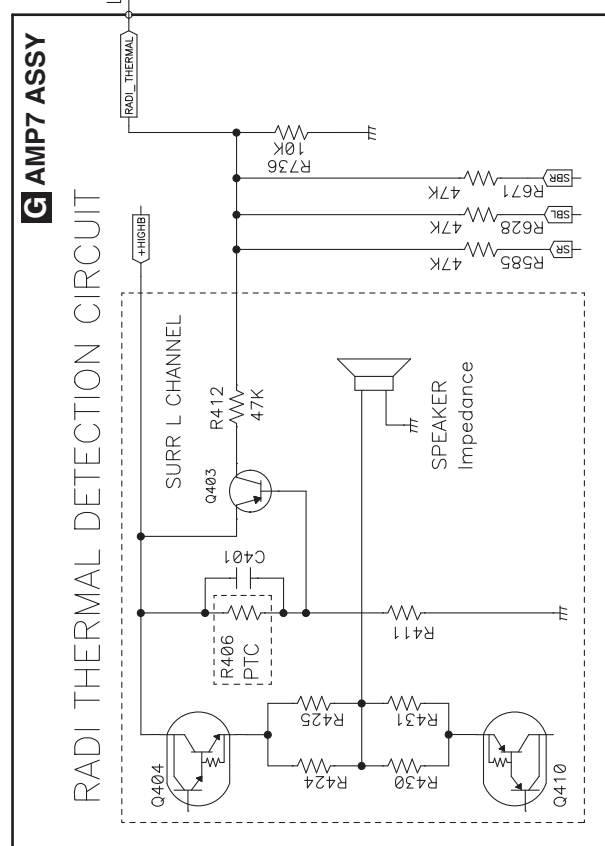 L
G AMP7 ASSY
RADI THERMAL DETECTION CIRCUIT
RADI_THERMAL
+HIGHB
10K
R736
47K
R671
SBR
47K
R628
SBL
47K
R585
SR
SURR L CHANNEL
R412
47K
Q403
C401
R406
PTC
R411
SPEAKER
Impedance
Q404
R425
R424
R431
R430
Q410